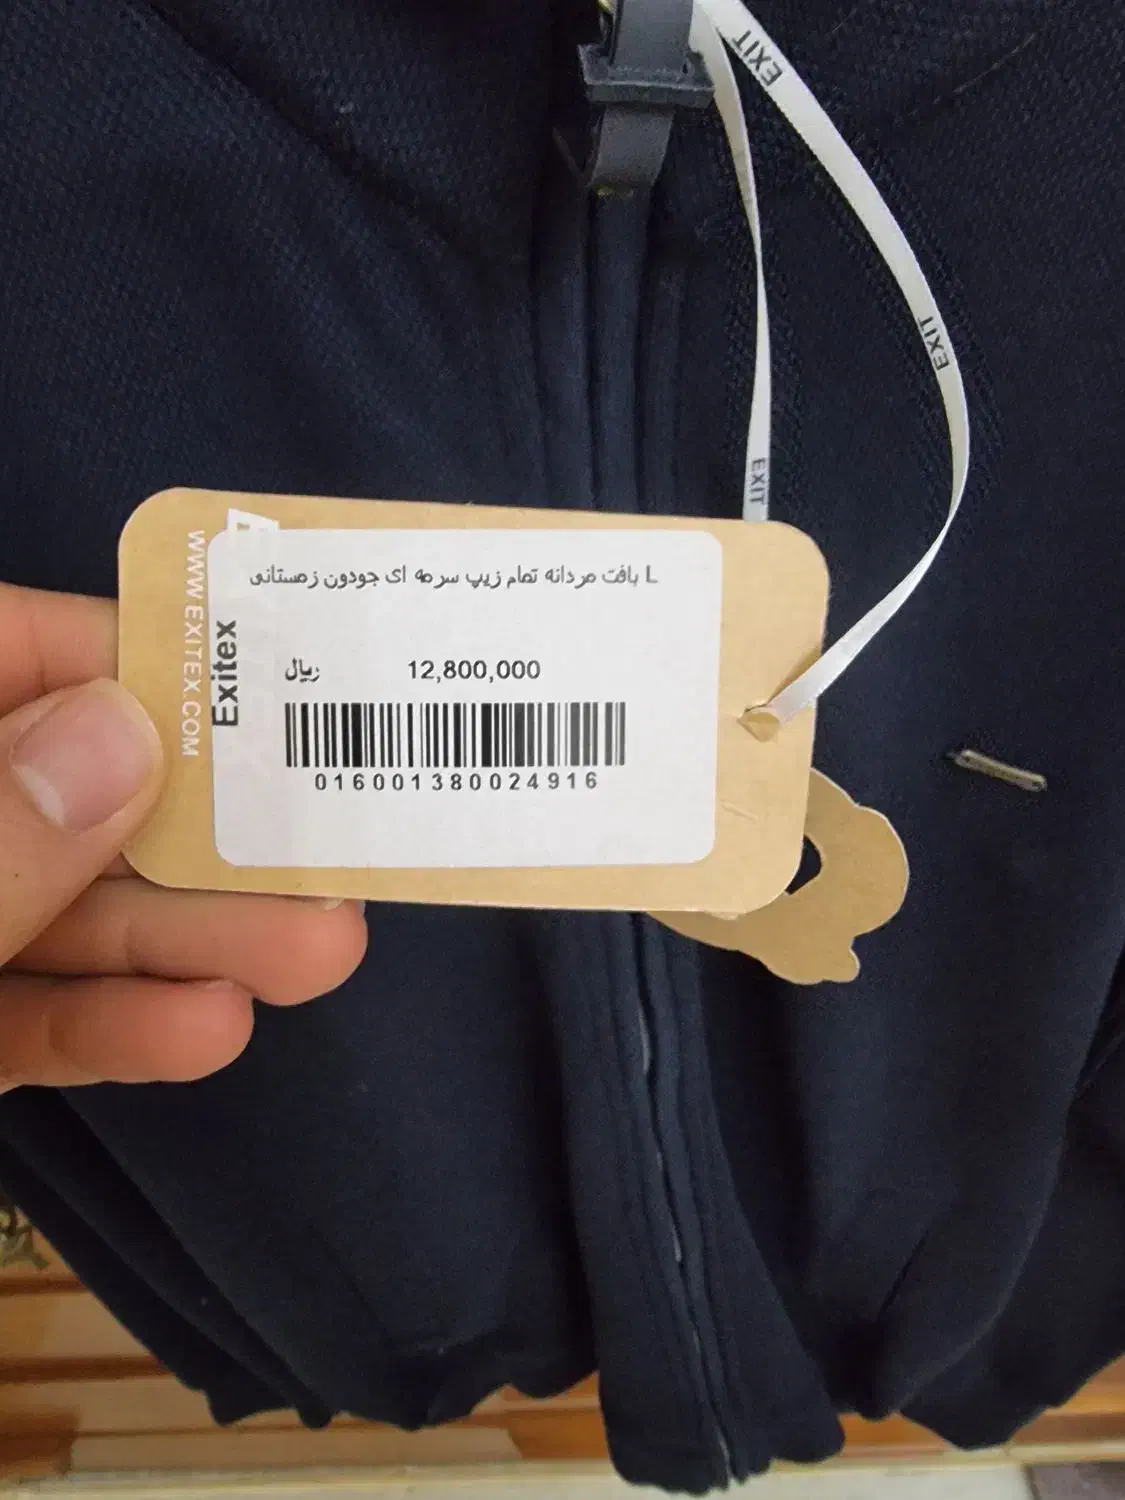 EXIT
EXIT
EXIT
WWW.EXITEX.COM
Exitex
L بافت مردانه تمام زیپ سرمه ای جودون زمستانی
12,800,000 ریال
016001380024916